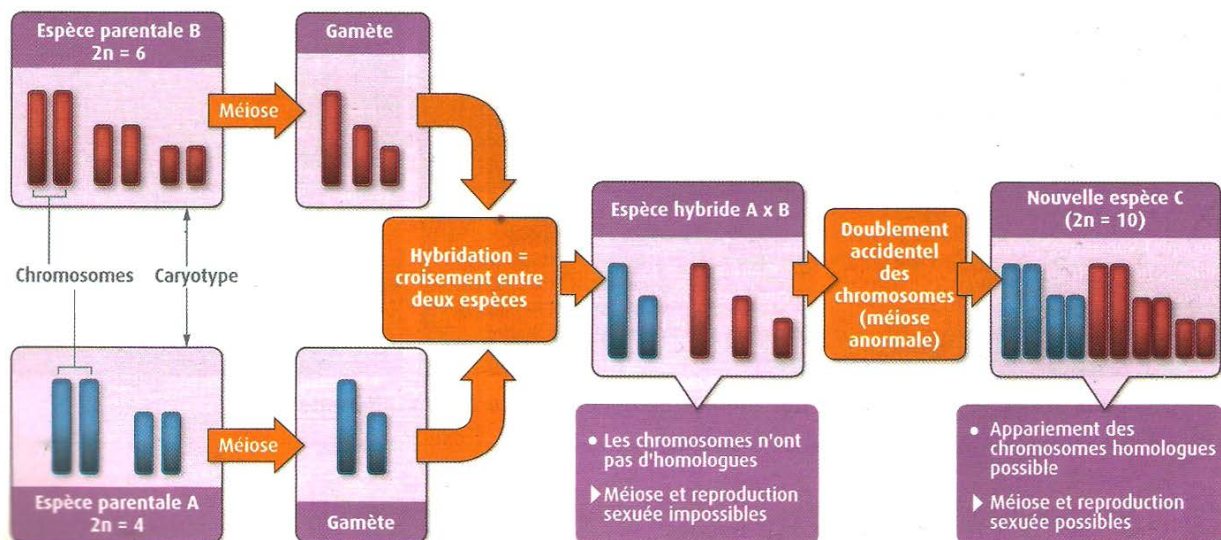 Espèce parentale B
2n = 6
Méiose
Gamète
Chromosomes
Caryotype
Espèce parentale A
2n = 4
Méiose
Gamète
Hybridation =
croisement entre
deux espèces
Espèce hybride A x B
• Les chromosomes n'ont
pas d'homologues
▶ Méiose et reproduction
sexuée impossibles
Doublement
accidentel
des
chromosomes
(méiose
anormale)
Nouvelle espèce C
(2n = 10)
• Appariement des
chromosomes homologues
possible
▶ Méiose et reproduction
sexuée possibles